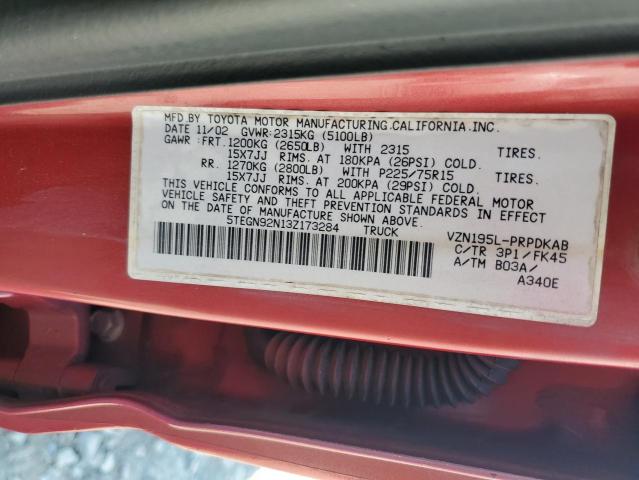 MFD.BY TOYOTA MOTOR MANUFACTURING.CALIFORNIA.INC.
DATE 11/02 GVWR:2315KG (5100LB)
GAWR : FRT.1200KG (2650LB) WITH 2315 TIRES.
15X7JJ RIMS. AT 180KPA (26PSI) COLD.
RR. 1270KG (2800LB) WITH P225/75R15 TIRES.
15X7JJ RIMS. AT 200KPA (29PSI) COLD.
THIS VEHICLE CONFORMS TO ALL APPLICABLE FEDERAL MOTOR
VEHICLE SAFETY AND THEFT PREVENTION STANDARDS IN EFFECT
ON THE DATE OF MANUFACTURE SHOWN ABOVE.
5TEGN92N13Z173284 TRUCK VZN195L-PRPDKAB
C/TR 3P1/FK45
A/TM B03A/
A340E